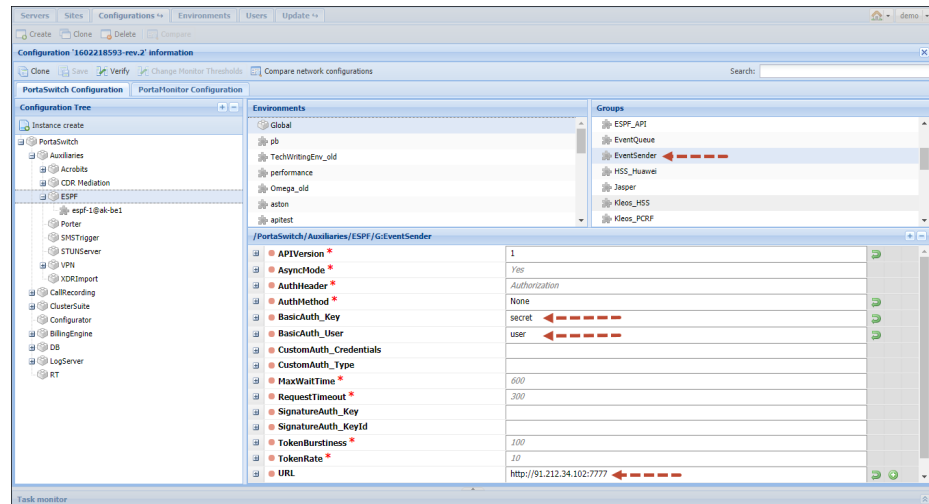 Servers Sites Configurations Environments Users Update demo
Create Clone Delete Compare
Configuration '1602218593-rev.2' information
Clone Save Verify Change Monitor Thresholds Compare network configurations Search:
PortaSwitch Configuration PortaMonitor Configuration
Configuration Tree
Instance create
PortaSwitch
Auxiliaries
Acrobits
CDR Mediation
ESPF
espf-1@ak-be1
Porter
SMSTrigger
STUNServer
VPN
XDRImport
CallRecording
ClusterSuite
Configurator
BillingEngine
DB
LogServer
RT
Environments
Global
pb
TechWritingEnv_old
performance
Omega_old
aston
apitest
Groups
ESPF_API
EventQueue
EventSender
HSS_Huawei
Jasper
Kleos_HSS
Kleos_PCRF
/PortaSwitch/Auxiliaries/ESPF/G:EventSender
APIVersion * 1
AsyncMode * Yes
AuthHeader * Authorization
AuthMethod * None
BasicAuth_Key secret
BasicAuth_User user
CustomAuth_Credentials
CustomAuth_Type
MaxWaitTime * 600
RequestTimeout * 300
SignatureAuth_Key
SignatureAuth_KeyId
TokenBurstiness * 100
TokenRate * 10
URL http://91.212.34.102:7777
Task monitor